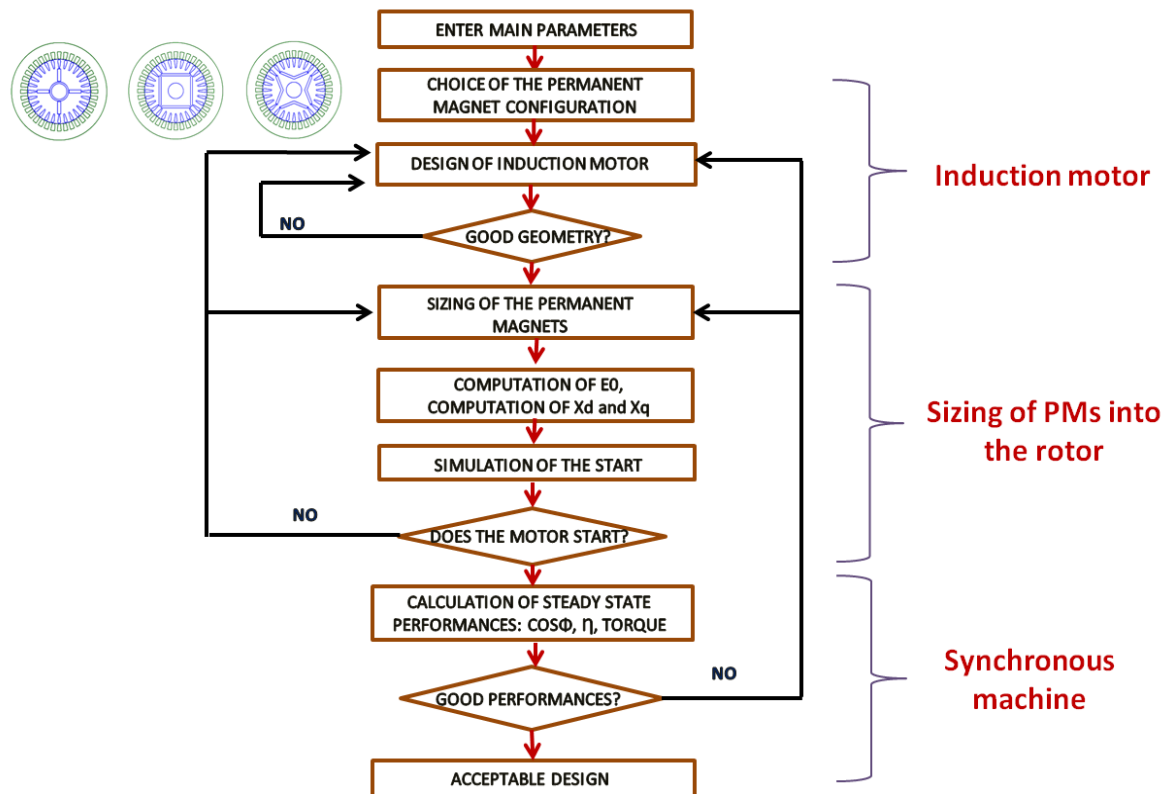 ENTER MAIN PARAMETERS
CHOICE OF THE PERMANENT
MAGNET CONFIGURATION
DESIGN OF INDUCTION MOTOR
Induction motor
NO
GOOD GEOMETRY?
SIZING OF THE PERMANENT
MAGNETS
COMPUTATION OF E0,
COMPUTATION OF Xd and Xq
Sizing of PMs into
the rotor
SIMULATION OF THE START
NO
DOES THE MOTOR START?
CALCULATION OF STEADY STATE
PERFORMANCES: COSΦ, η, TORQUE
Synchronous
machine
NO
GOOD PERFORMANCES?
ACCEPTABLE DESIGN